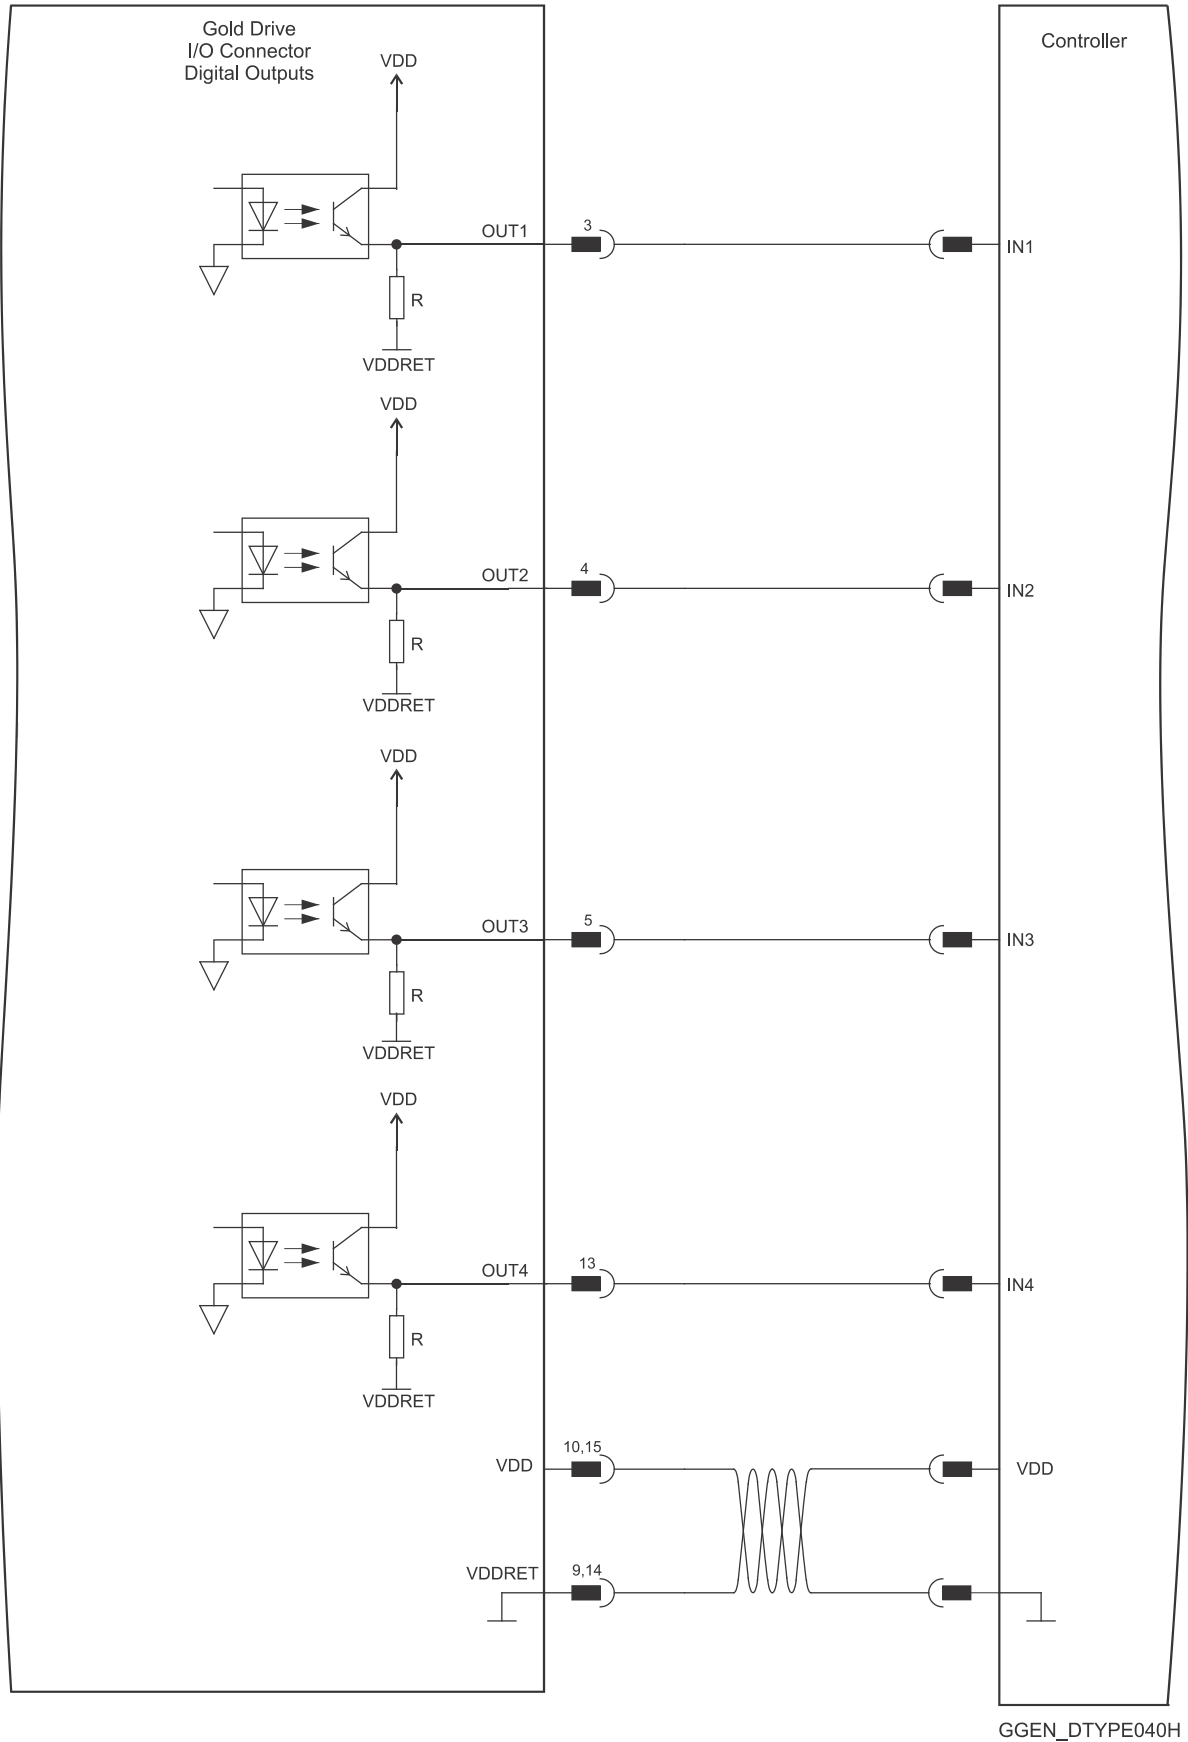 Gold Drive
I/O Connector
Digital Outputs
Controller
VDD
OUT1
3
IN1
R
VDDRET
VDD
OUT2
4
IN2
R
VDDRET
VDD
OUT3
5
IN3
R
VDDRET
VDD
OUT4
13
IN4
R
VDDRET
VDD
10,15
VDD
VDDRET
9,14
GGEN_DTYPE040H